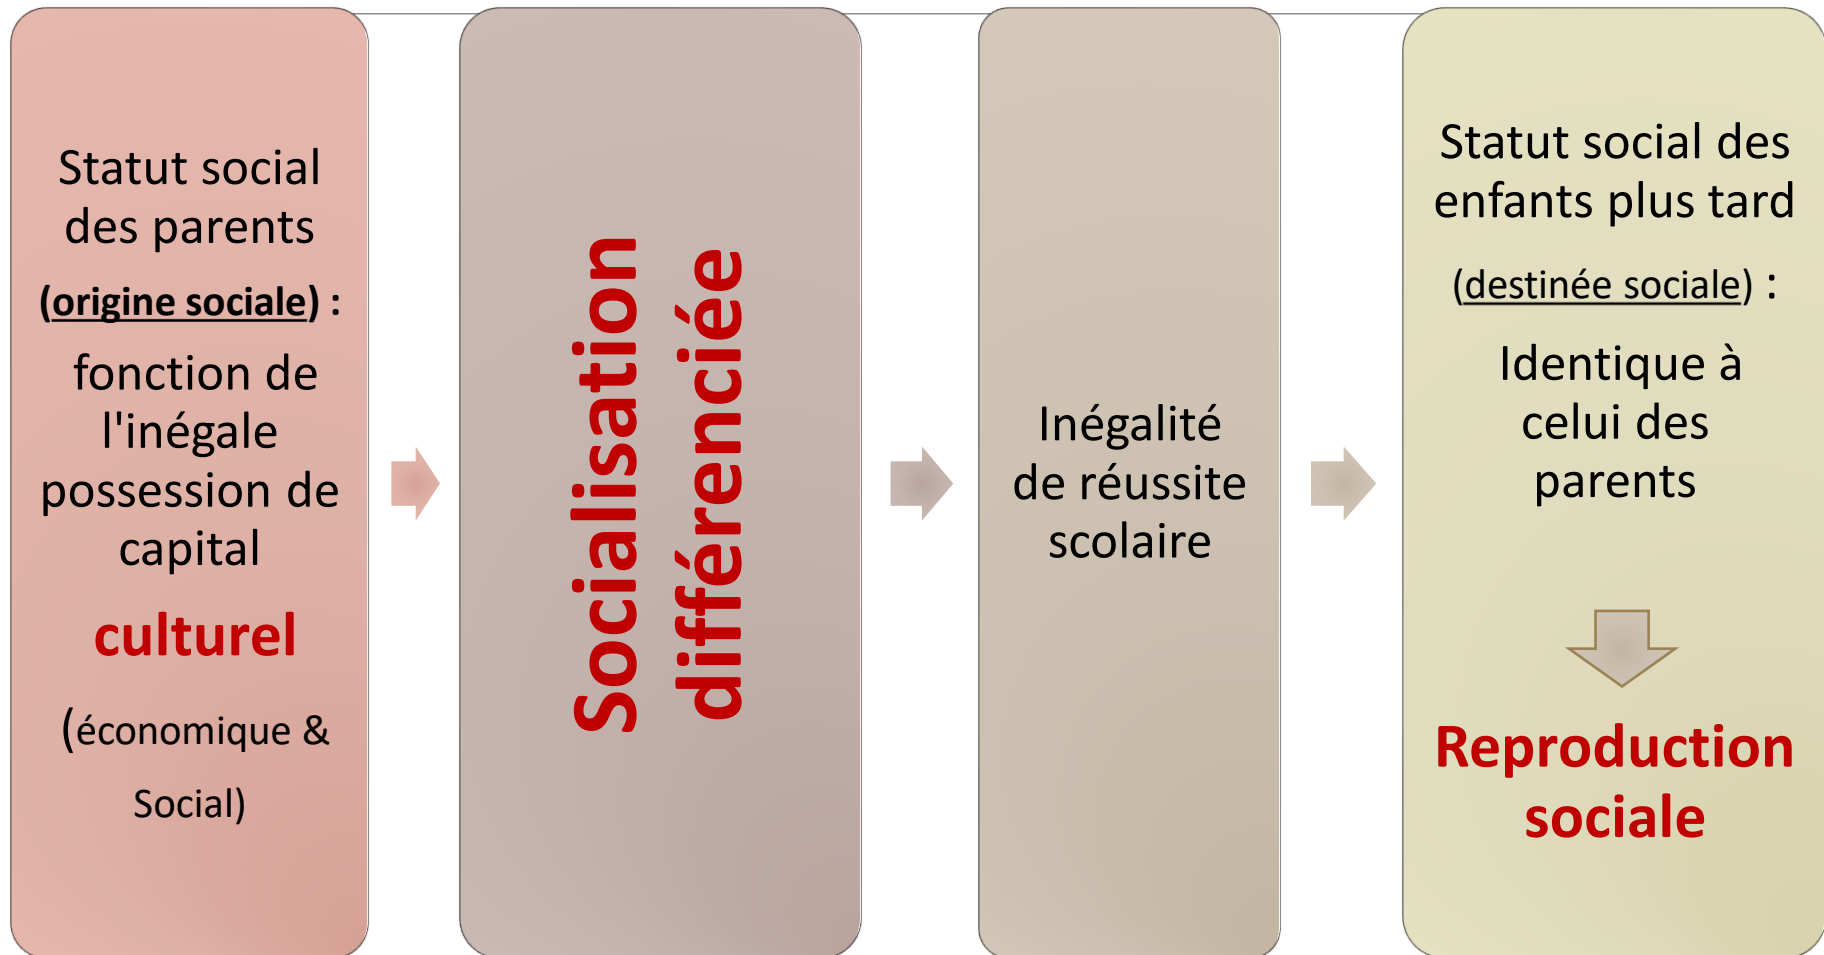 Statut social
des parents
(origine sociale) :
fonction de
l'inégale
possession de
capital
culturel
(économique &
Social)
Socialisation
différenciée
Inégalité
de réussite
scolaire
Statut social des
enfants plus tard
(destinée sociale) :
Identique à
celui des
parents
Reproduction
sociale